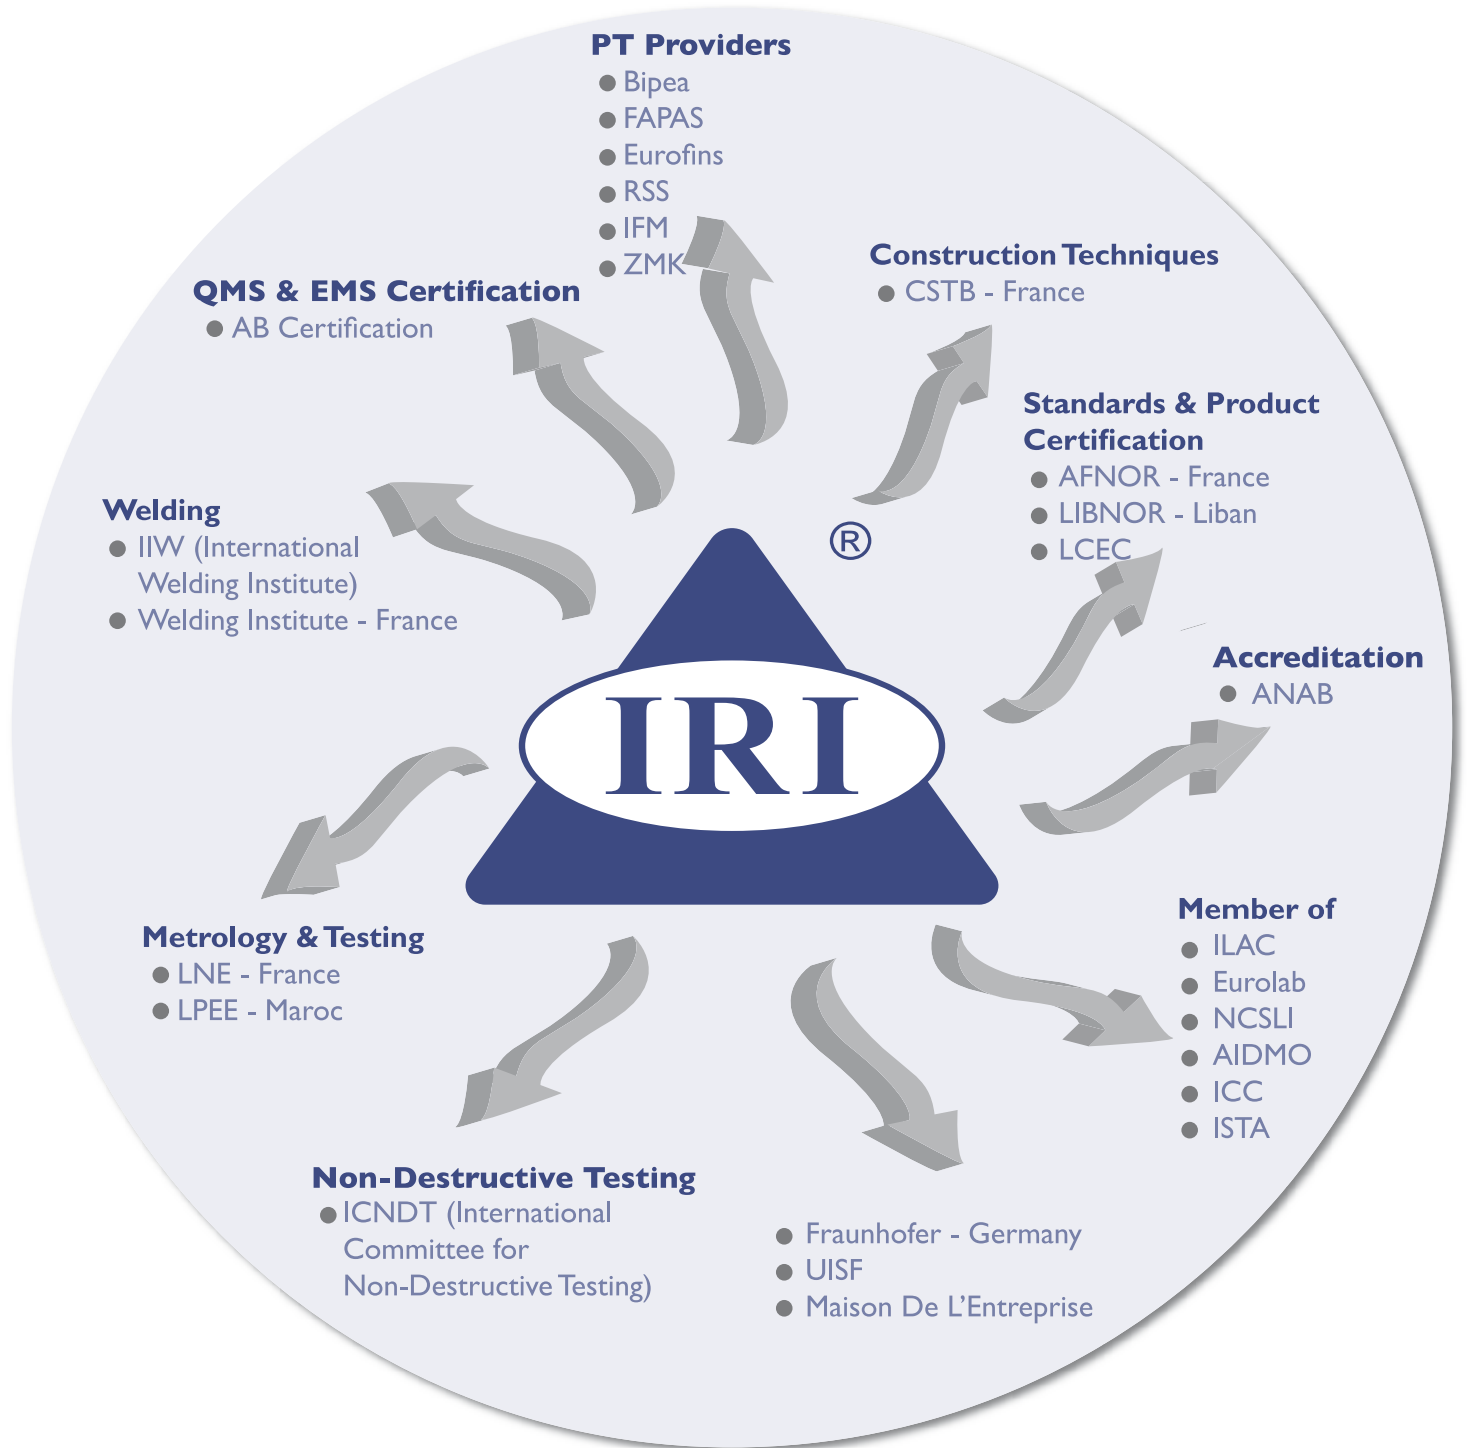 PT Providers
Bipea
FAPAS
Eurofins
RSS
IFM
ZMK
Construction Techniques
CSTB - France
QMS & EMS Certification
AB Certification
Standards & Product
Certification
AFNOR - France
LIBNOR - Liban
LCEC
Welding
IIW (International
Welding Institute)
Welding Institute - France
®
IRI
Accreditation
ANAB
Metrology & Testing
LNE - France
LPEE - Maroc
Member of
ILAC
Eurolab
NCSLI
AIDMO
ICC
ISTA
Non-Destructive Testing
ICNDT (International
Committee for
Non-Destructive Testing)
Fraunhofer - Germany
UISF
Maison De L'Entreprise